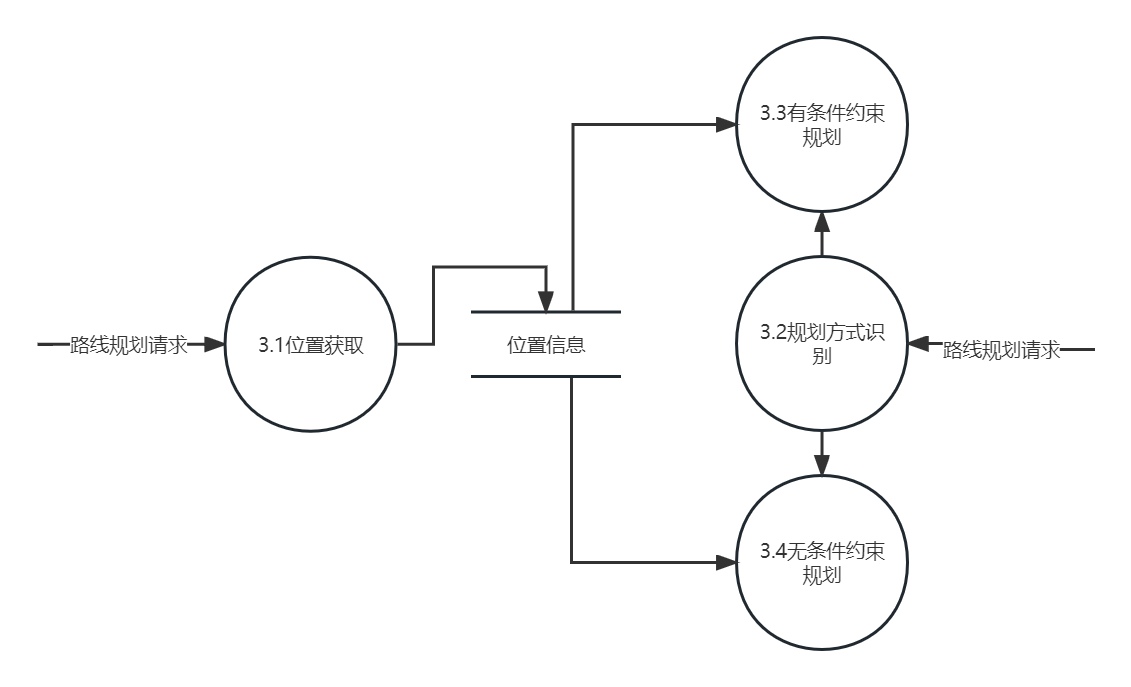 3.3有条件约束
规划
路线规划请求
3.1位置获取
位置信息
3.2规划方式识
别
路线规划请求
3.4无条件约束
规划